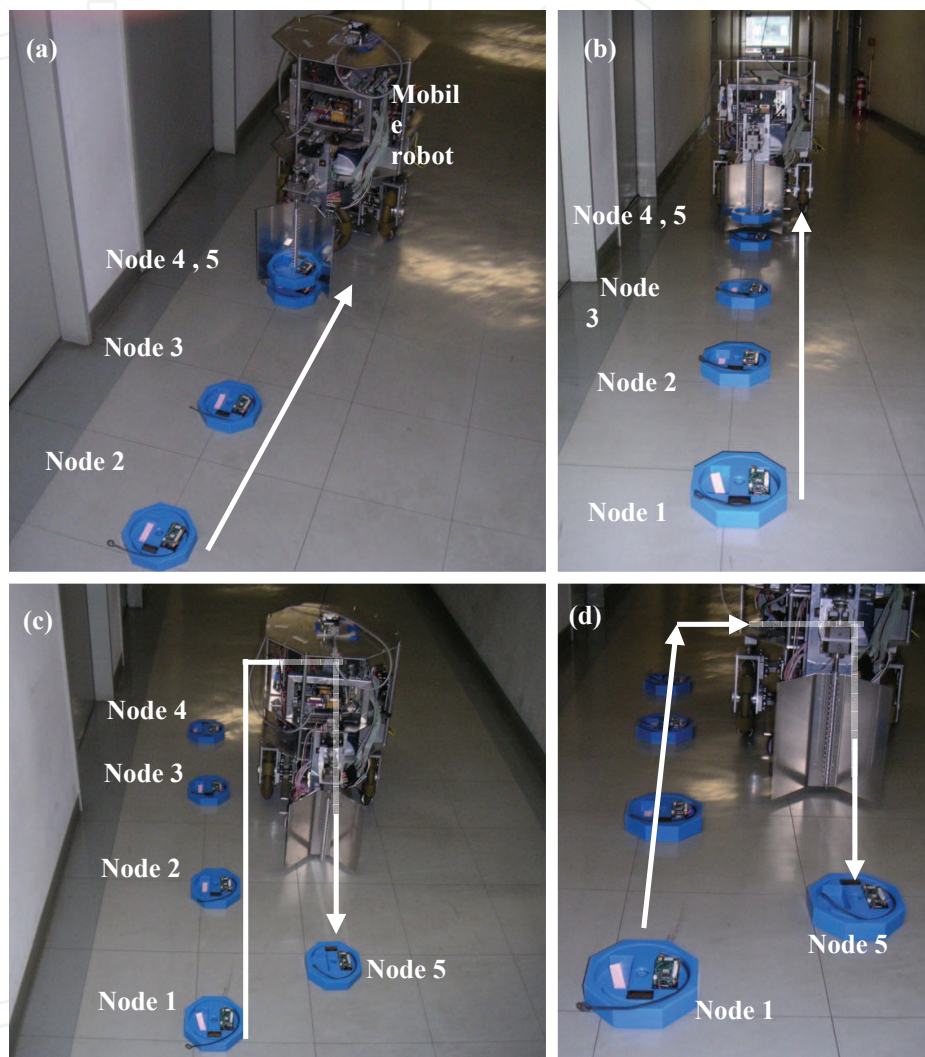 (a)
Mobil
e
robot
Node 4 , 5
Node 3
Node 2
(b)
Node 4 , 5
Node
3
Node 2
Node 1
(c)
Node 4
Node 3
Node 2
Node 1
Node 5
(d)
Node 5
Node 1